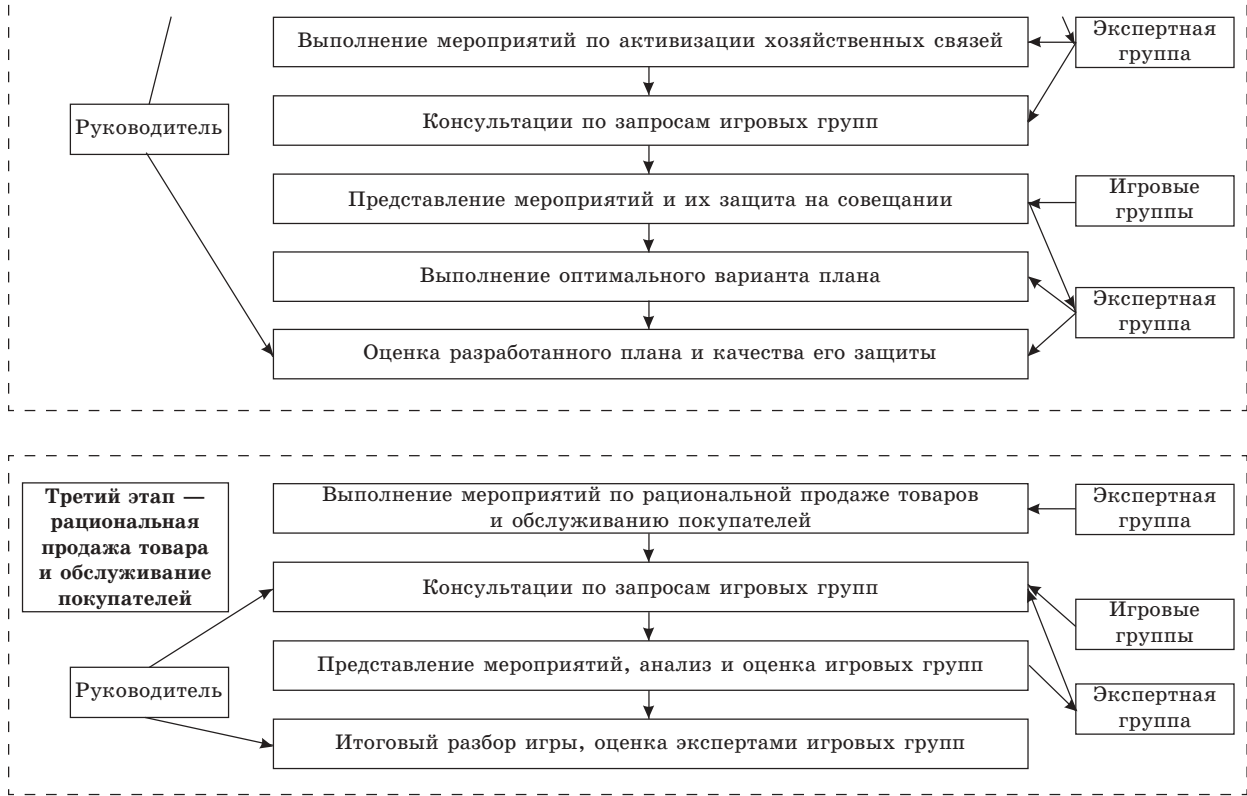 Выполнение мероприятий по активизации хозяйственных связей
Экспертная
группа
Руководитель
Консультации по запросам игровых групп
Представление мероприятий и их защита на совещании
Игровые
группы
Выполнение оптимального варианта плана
Экспертная
группа
Оценка разработанного плана и качества его защиты
Третий этап —
рациональная
продажа товара
и обслуживание
покупателей
Выполнение мероприятий по рациональной продаже товаров
и обслуживанию покупателей
Экспертная
группа
Консультации по запросам игровых групп
Игровые
группы
Представление мероприятий, анализ и оценка игровых групп
Руководитель
Экспертная
группа
Итоговый разбор игры, оценка экспертами игровых групп